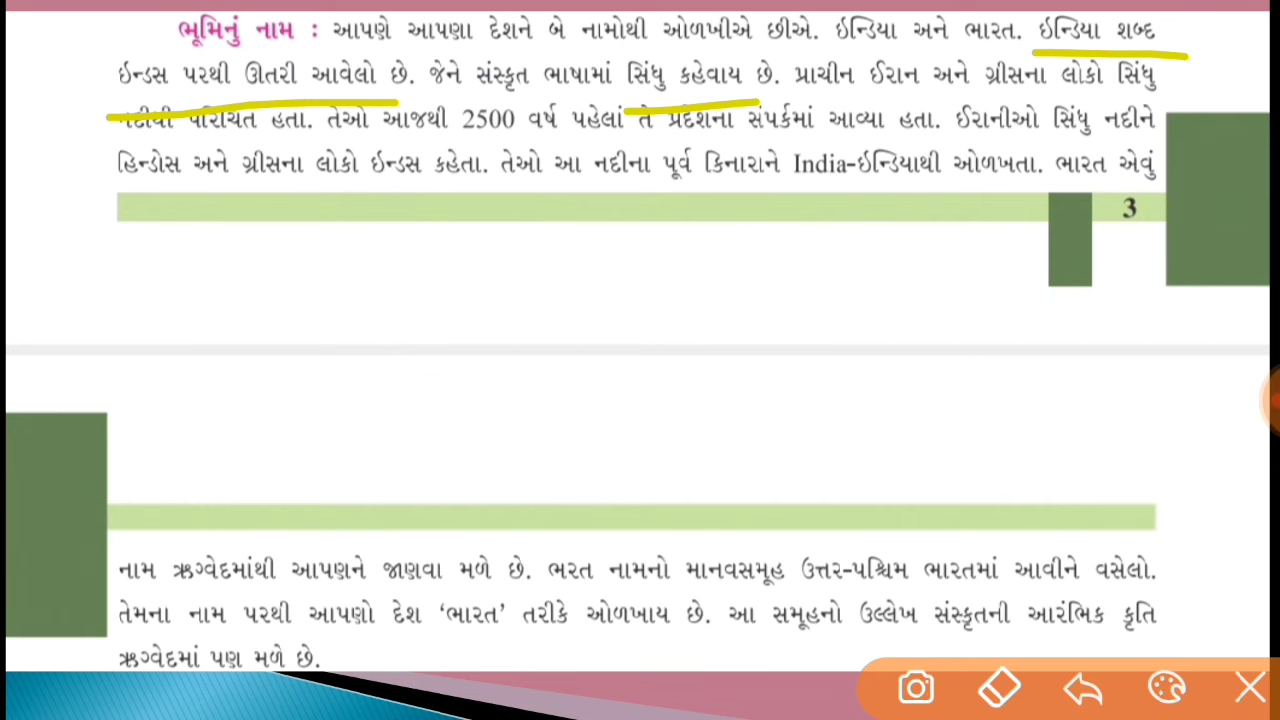 ભૂમિનું નામ : આપણે આપણા દેશને બે નામોથી ઓળખીએ છીએ. ઇન્ડિયા અને ભારત. ઇન્ડિયા શબ્દ
ઇન્ડસ પરથી ઊતરી આવેલો છે. જેને સંસ્કૃત ભાષામાં સિંધુ કહેવાય છે. પ્રાચીન ઈરાન અને ગ્રીસના લોકો સિંધુ
નદીથી પરિચિત હતા. તેઓ આજથી 2500 વર્ષ પહેલાં તે પ્રદેશના સંપર્કમાં આવ્યા હતા. ઈરાનીઓ સિંધુ નદીને
હિન્ડોસ અને ગ્રીસના લોકો ઇન્ડસ કહેતા. તેઓ આ નદીના પૂર્વ કિનારાને India-ઇન્ડિયાથી ઓળખતા. ભારત એવું
3
નામ ઋગ્વેદમાંથી આપણને જાણવા મળે છે. ભરત નામનો માનવસમૂહ ઉત્તર-પશ્ચિમ ભારતમાં આવીને વસેલો.
તેમના નામ પરથી આપણો દેશ ‘ભારત’ તરીકે ઓળખાય છે. આ સમૂહનો ઉલ્લેખ સંસ્કૃતની આરંભિક કૃતિ
ઋગ્વેદમાં પણ મળે છે.